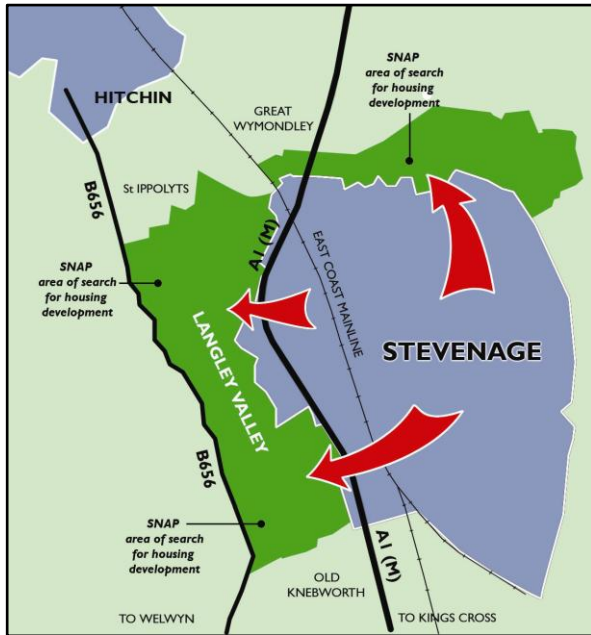 HITCHIN
SNAP
area of search
for housing
development
GREAT
WYMONDLEY
B656
St IPPOLYTS
A1 (M)
EAST COAST MAINLINE
SNAP
area of search
for housing
development
LANGLEY VALLEY
STEVENAGE
B656
SNAP
area of search
for housing
development
A1 (M)
OLD
KNEBWORTH
TO WELWYN
TO KINGS CROSS